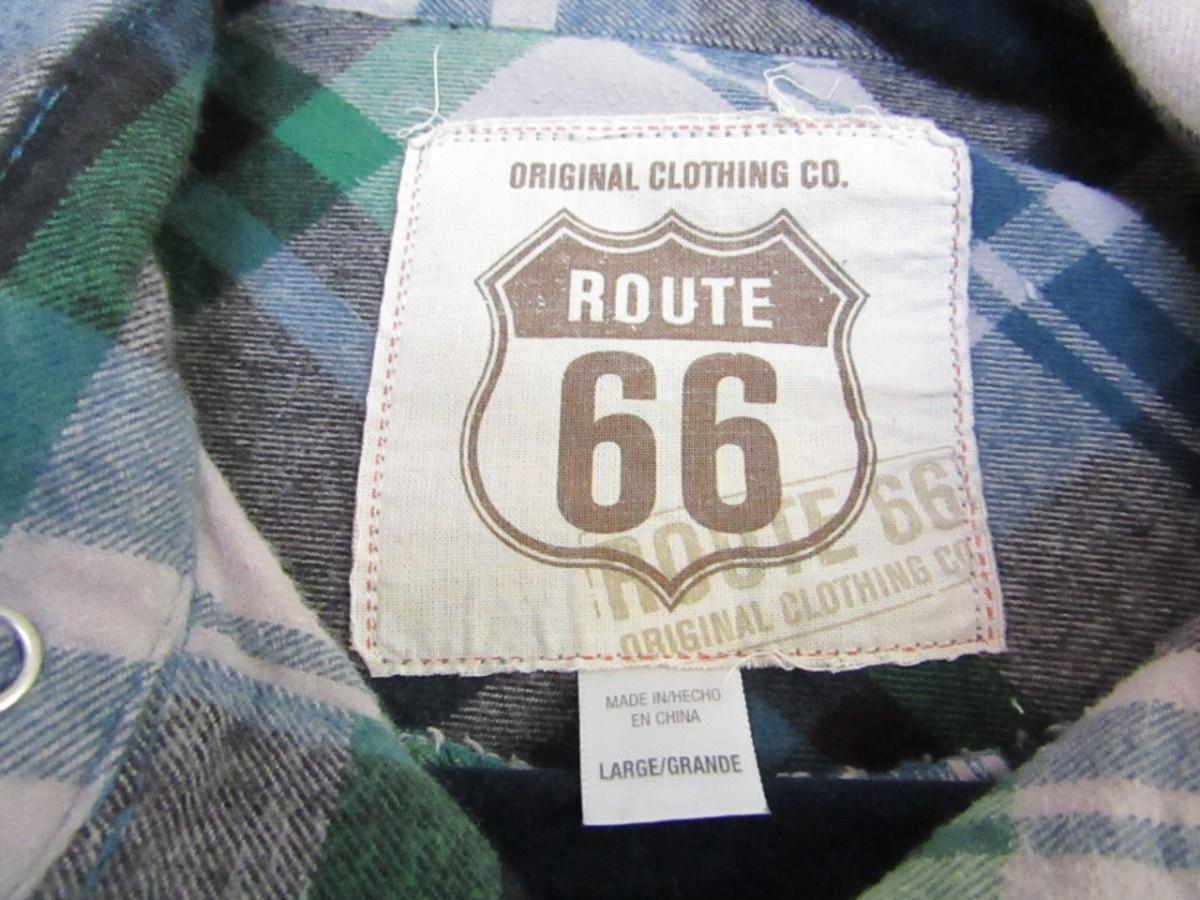 ORIGINAL CLOTHING CO.
ROUTE
66
ROUTE 66
ORIGINAL CLOTHING CO
MADE IN/HECHO
EN CHINA
LARGE/GRANDE